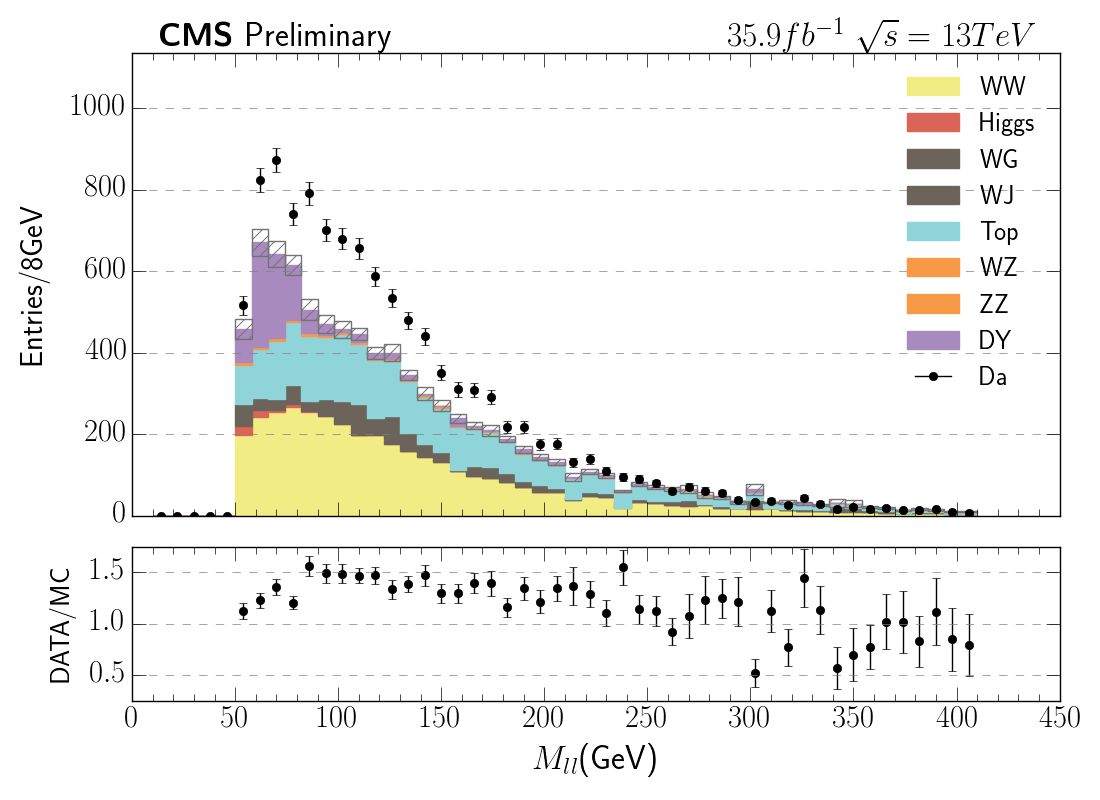 CMS Preliminary 35.9fb⁻¹ √s = 13TeV
Entries/8GeV
1000
800
600
400
200
0
WW
Higgs
WG
WJ
Top
WZ
ZZ
DY
Da
DATA/MC
1.5
1.0
0.5
0 50 100 150 200 250 300 350 400 450
M_ll(GeV)